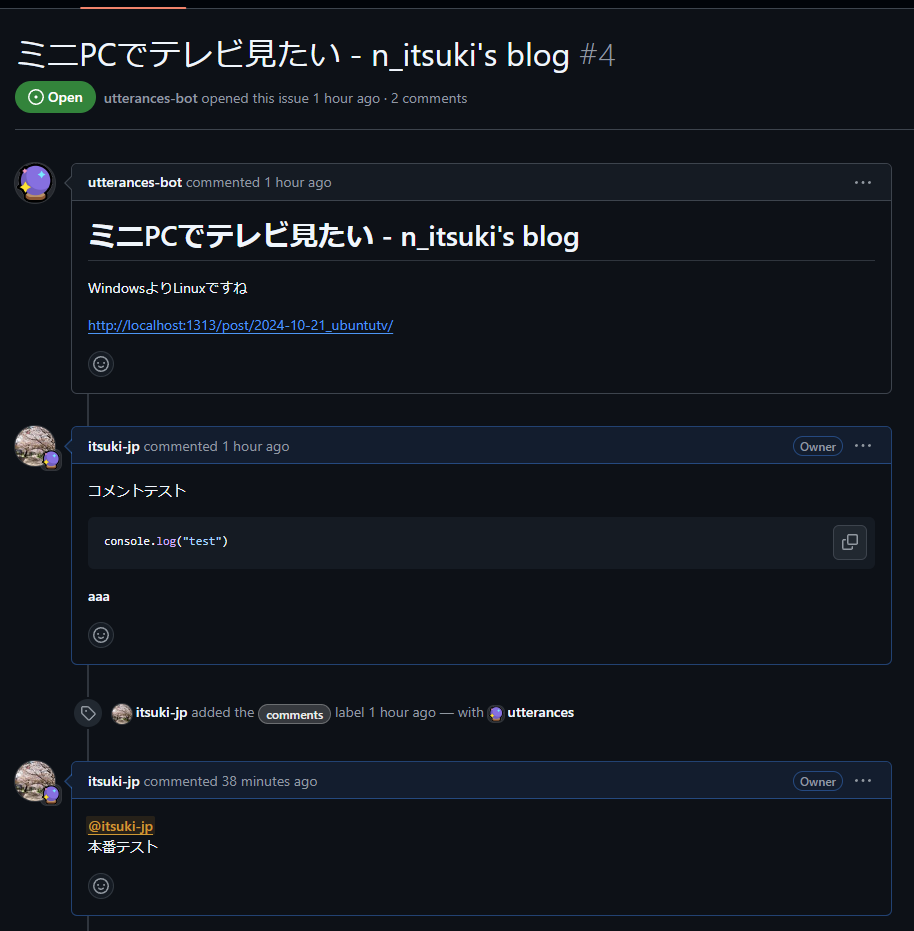 ミニPCでテレビ見たい - n_itsuki's blog #4
Open utterances-bot opened this issue 1 hour ago · 2 comments
utterances-bot commented 1 hour ago
ミニPCでテレビ見たい - n_itsuki's blog
WindowsよりLinuxですね
http://localhost:1313/post/2024-10-21_ubuntutv/
itsuki-jp commented 1 hour ago Owner
コメントテスト
console.log("test")
aaa
itsuki-jp added the comments label 1 hour ago — with utterances
itsuki-jp commented 38 minutes ago Owner
@itsuki-jp
本番テスト